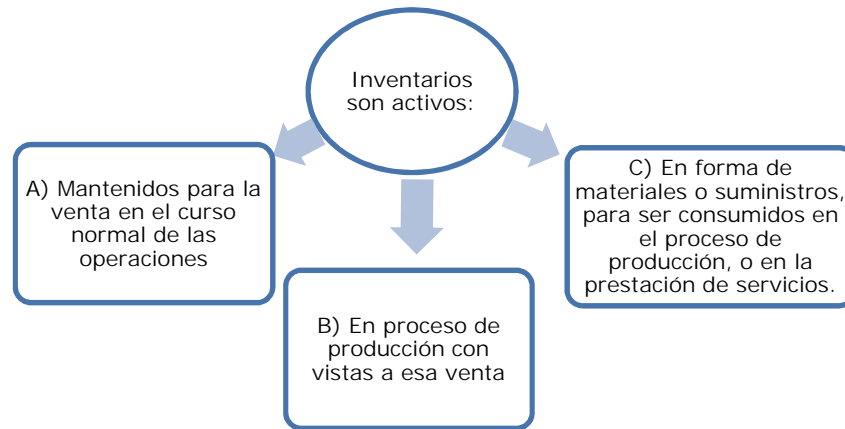 Inventarios
son activos:
A) Mantenidos para la
venta en el curso
normal de las
operaciones
B) En proceso de
producción con
vistas a esa venta
C) En forma de
materiales o suministros,
para ser consumidos en
el proceso de
producción, o en la
prestación de servicios.